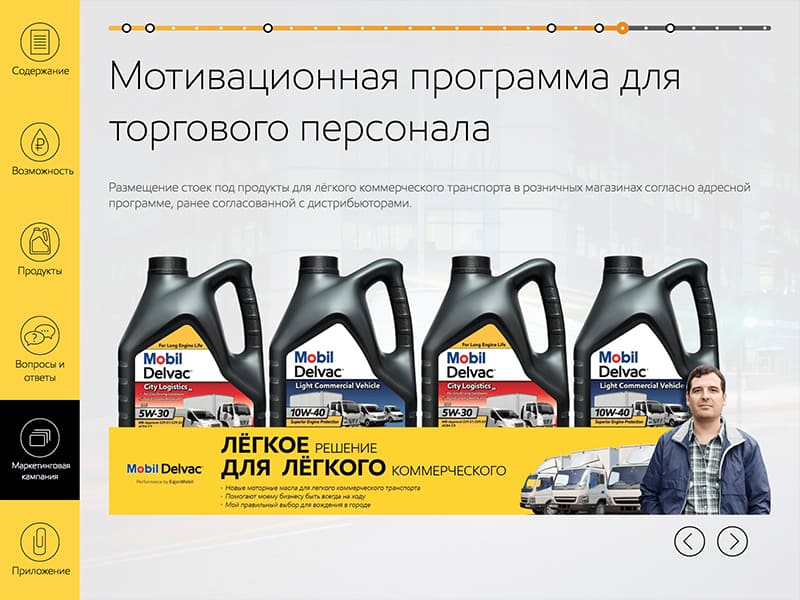 Содержание
Возможность
Продукты
Вопросы и
ответы
Маркетинговая
кампания
Приложение
Мотивационная программа для
торгового персонала
Размещение стоек под продукты для лёгкого коммерческого транспорта в розничных магазинах согласно адресной
программе, ранее согласованной с дистрибьюторами.
For Long Engine Life
Mobil
Delvac
City Logistics
5W-30
Mobil
Delvac
Light Commercial Vehicle
10W-40
Superior Engine Protection
For Long Engine Life
Mobil
Delvac
City Logistics
5W-30
Mobil
Delvac
Light Commercial Vehicle
10W-40
Superior Engine Protection
Mobil Delvac
Performance by ExxonMobil
ЛЁГКОЕ РЕШЕНИЕ
ДЛЯ ЛЁГКОГО КОММЕРЧЕСКОГО
· Новые моторные масла для легкого коммерческого транспорта
· Помогают моему бизнесу быть всегда на ходу
· Мой правильный выбор для вождения в городе